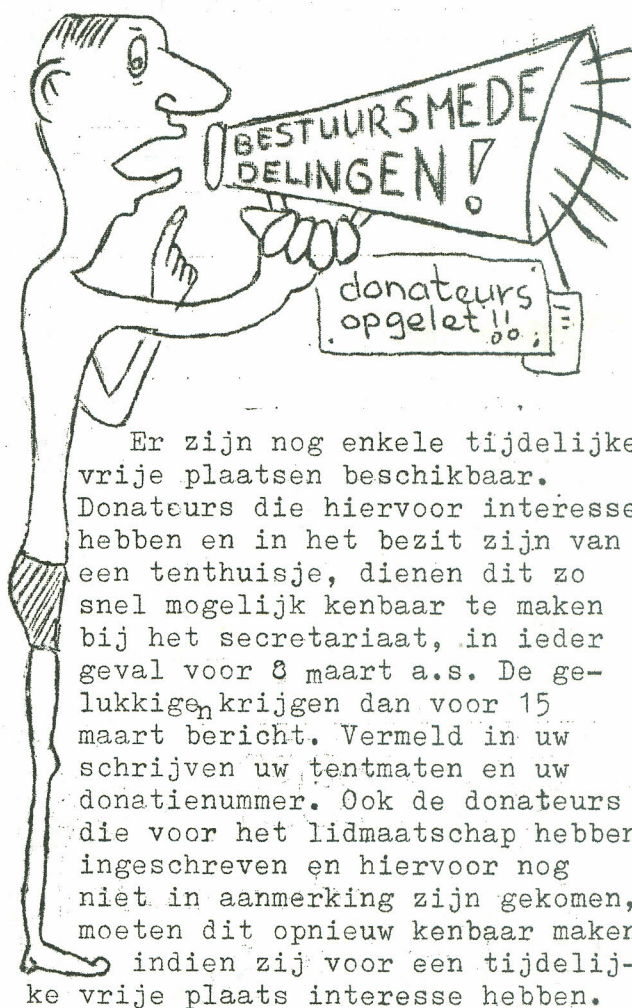 BESTUURSMEDE
DELINGEN!
donateurs
opgelet!!
Er zijn nog enkele tijdelijke
vrije plaatsen beschikbaar.
Donateurs die hiervoor interesse
hebben en in het bezit zijn van
een tenthuisje, dienen dit zo
snel mogelijk kenbaar te maken
bij het secretariaat, in ieder
geval voor 8 maart a.s. De ge-
lukkigen krijgen dan voor 15
maart bericht. Vermeld in uw
schrijven uw tentmaten en uw
donatienummer. Ook de donateurs
die voor het lidmaatschap hebben
ingeschreven en hiervoor nog
niet in aanmerking zijn gekomen,
moeten dit opnieuw kenbaar maken
indien zij voor een tijdelij-
ke vrije plaats interesse hebben.